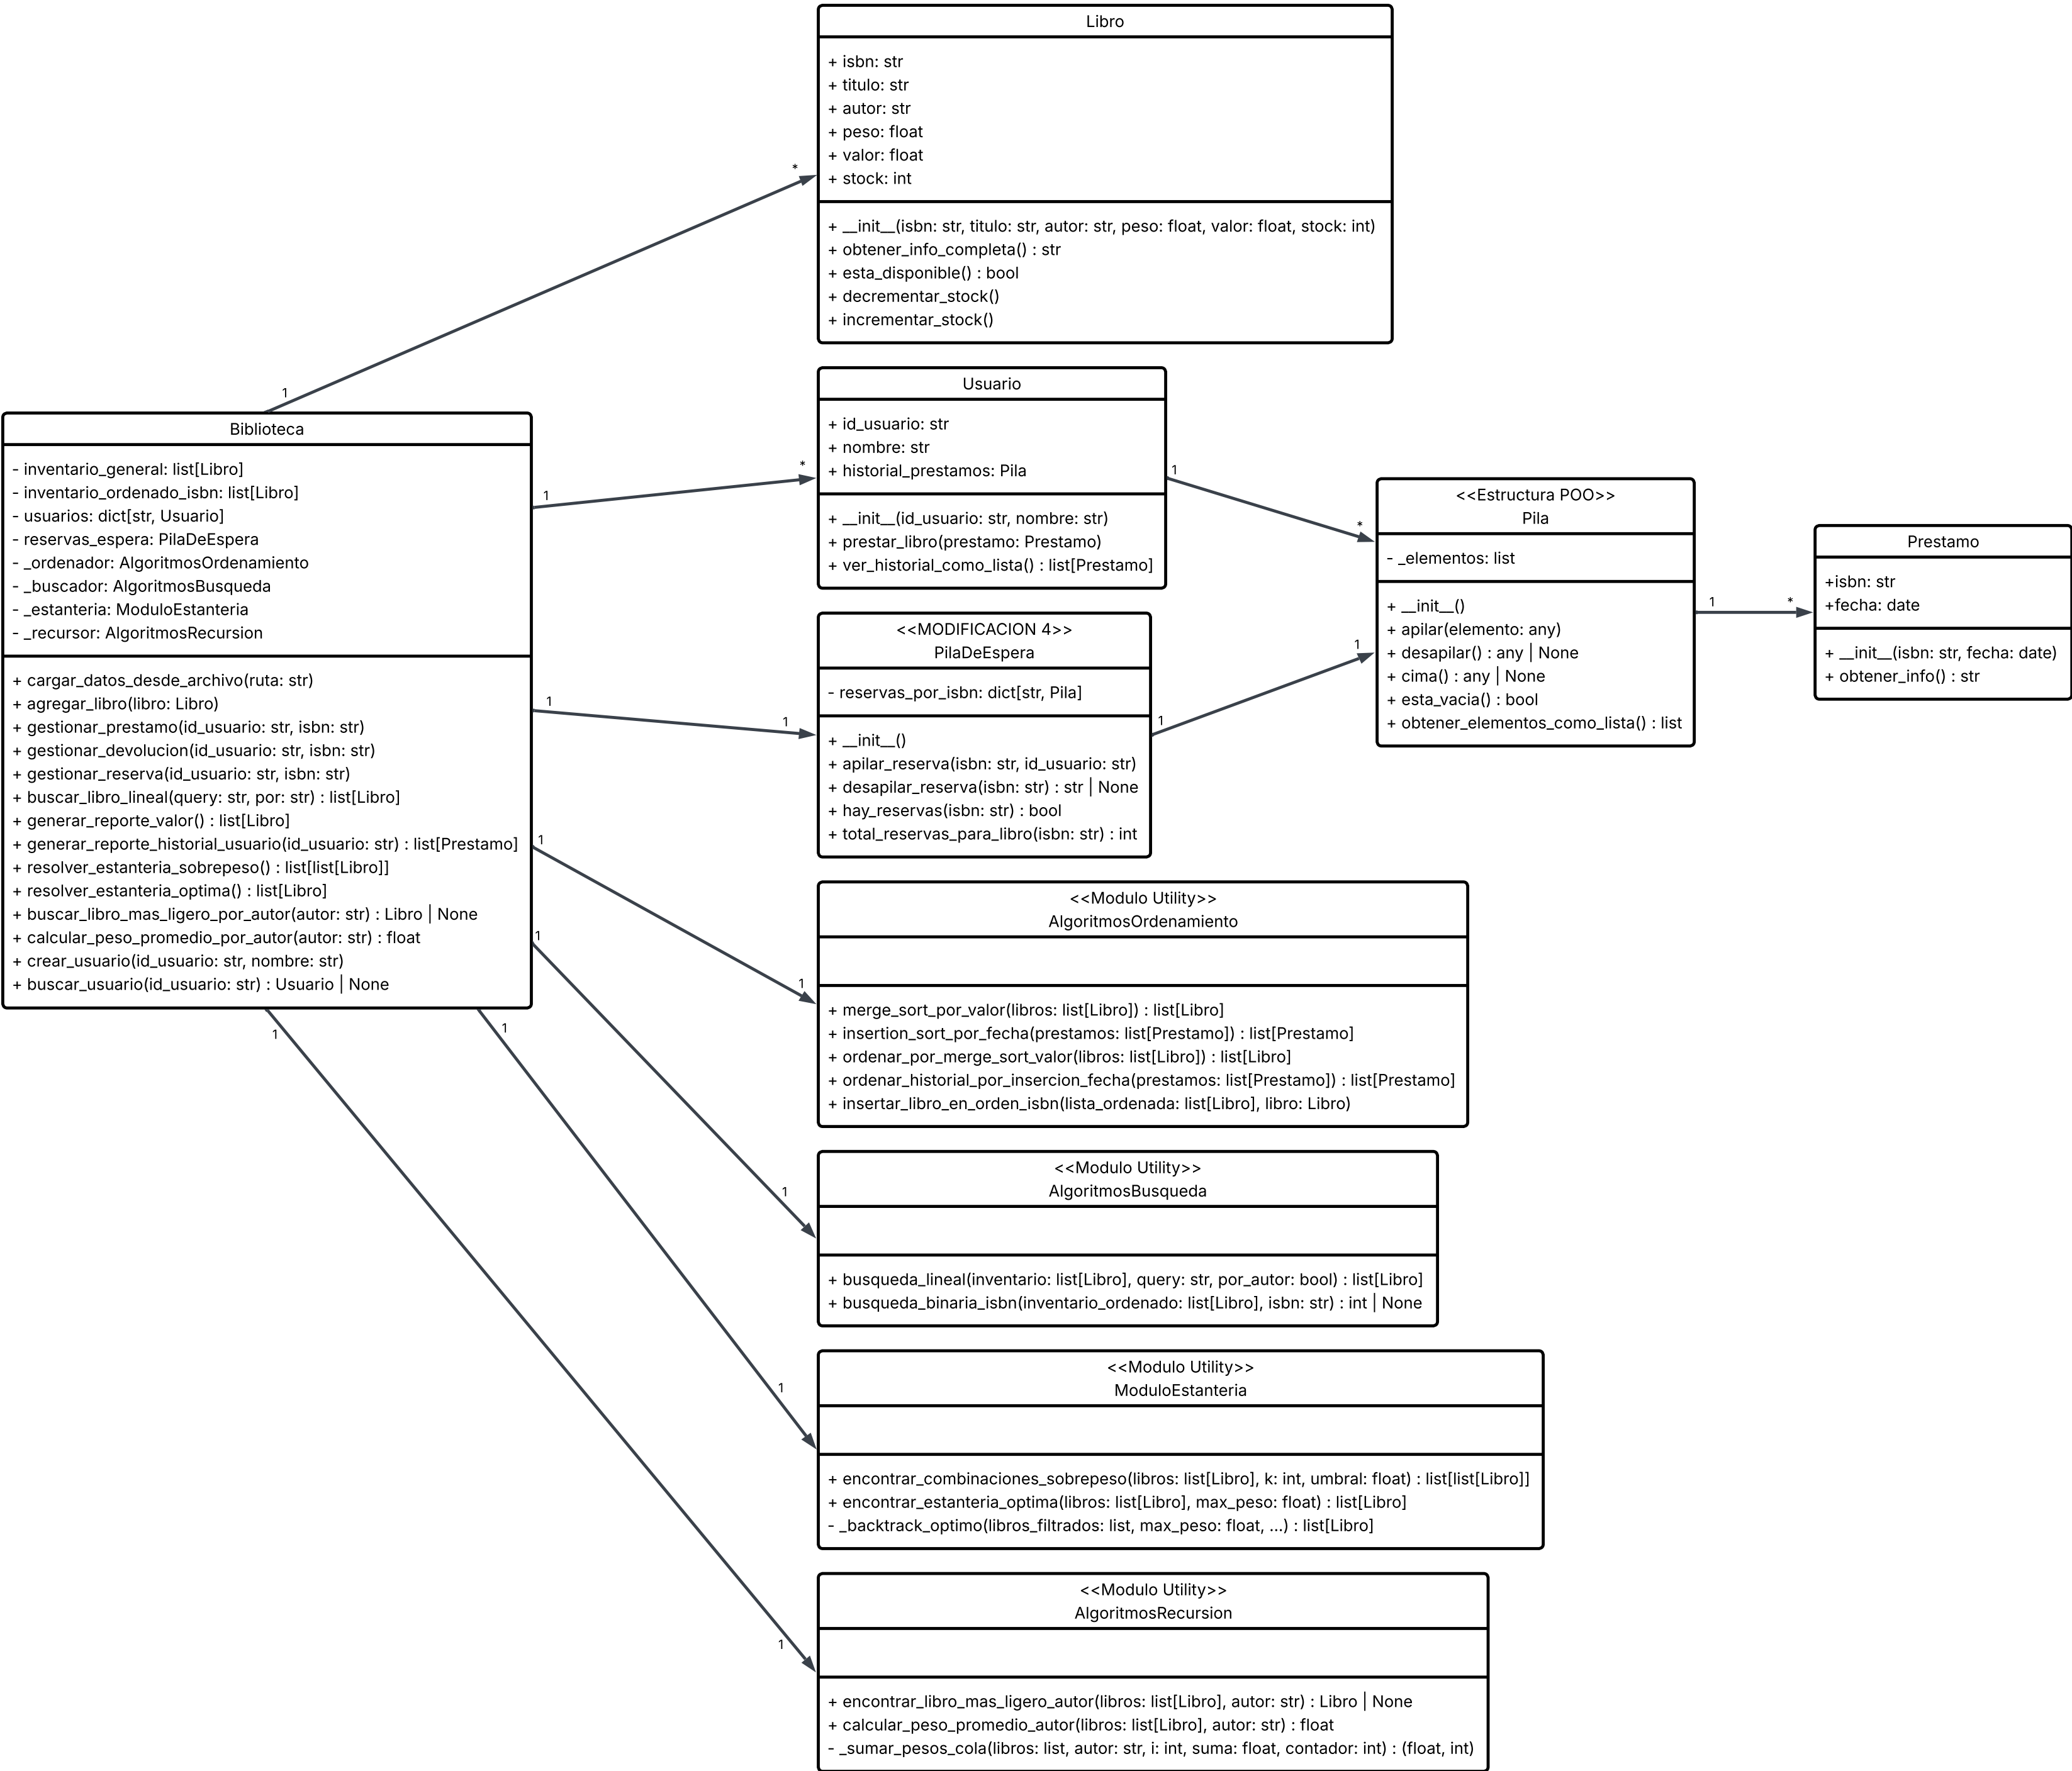 Libro
+ isbn: str
+ titulo: str
+ autor: str
+ peso: float
+ valor: float
+ stock: int
+ __init__(isbn: str, titulo: str, autor: str, peso: float, valor: float, stock: int)
+ obtener_info_completa() : str
+ esta_disponible() : bool
+ decrementar_stock()
+ incrementar_stock()
*
1
Biblioteca
- inventario_general: list[Libro]
- inventario_ordenado_isbn: list[Libro]
- usuarios: dict[str, Usuario]
- reservas_espera: PilaDeEspera
- _ordenador: AlgoritmosOrdenamiento
- _buscador: AlgoritmosBusqueda
- _estanteria: ModuloEstanteria
- _recursor: AlgoritmosRecursion
+ cargar_datos_desde_archivo(ruta: str)
+ agregar_libro(libro: Libro)
+ gestionar_prestamo(id_usuario: str, isbn: str)
+ gestionar_devolucion(id_usuario: str, isbn: str)
+ gestionar_reserva(id_usuario: str, isbn: str)
+ buscar_libro_lineal(query: str, por: str) : list[Libro]
+ generar_reporte_valor() : list[Libro]
+ generar_reporte_historial_usuario(id_usuario: str) : list[Prestamo]
+ resolver_estanteria_sobrepeso() : list[list[Libro]]
+ resolver_estanteria_optima() : list[Libro]
+ buscar_libro_mas_ligero_por_autor(autor: str) : Libro | None
+ calcular_peso_promedio_por_autor(autor: str) : float
+ crear_usuario(id_usuario: str, nombre: str)
+ buscar_usuario(id_usuario: str) : Usuario | None
1
*
1
1
1
1
1
1
1
1
1
1
Usuario
+ id_usuario: str
+ nombre: str
+ historial_prestamos: Pila
+ __init__(id_usuario: str, nombre: str)
+ prestar_libro(prestamo: Prestamo)
+ ver_historial_como_lista() : list[Prestamo]
1
*
<<MODIFICACION 4>>
PilaDeEspera
- reservas_por_isbn: dict[str, Pila]
+ __init__()
+ apilar_reserva(isbn: str, id_usuario: str)
+ desapilar_reserva(isbn: str) : str | None
+ hay_reservas(isbn: str) : bool
+ total_reservas_para_libro(isbn: str) : int
1
1
<<Estructura POO>>
Pila
- _elementos: list
+ __init__()
+ apilar(elemento: any)
+ desapilar() : any | None
+ cima() : any | None
+ esta_vacia() : bool
+ obtener_elementos_como_lista() : list
1
*
Prestamo
+isbn: str
+fecha: date
+ __init__(isbn: str, fecha: date)
+ obtener_info() : str
<<Modulo Utility>>
AlgoritmosOrdenamiento
+ merge_sort_por_valor(libros: list[Libro]) : list[Libro]
+ insertion_sort_por_fecha(prestamos: list[Prestamo]) : list[Prestamo]
+ ordenar_por_merge_sort_valor(libros: list[Libro]) : list[Libro]
+ ordenar_historial_por_insercion_fecha(prestamos: list[Prestamo]) : list[Prestamo]
+ insertar_libro_en_orden_isbn(lista_ordenada: list[Libro], libro: Libro)
<<Modulo Utility>>
AlgoritmosBusqueda
+ busqueda_lineal(inventario: list[Libro], query: str, por_autor: bool) : list[Libro]
+ busqueda_binaria_isbn(inventario_ordenado: list[Libro], isbn: str) : int | None
<<Modulo Utility>>
ModuloEstanteria
+ encontrar_combinaciones_sobrepeso(libros: list[Libro], k: int, umbral: float) : list[list[Libro]]
+ encontrar_estanteria_optima(libros: list[Libro], max_peso: float) : list[Libro]
- _backtrack_optimo(libros_filtrados: list, max_peso: float, ...) : list[Libro]
<<Modulo Utility>>
AlgoritmosRecursion
+ encontrar_libro_mas_ligero_autor(libros: list[Libro], autor: str) : Libro | None
+ calcular_peso_promedio_autor(libros: list[Libro], autor: str) : float
- _sumar_pesos_cola(libros: list, autor: str, i: int, suma: float, contador: int) : (float, int)